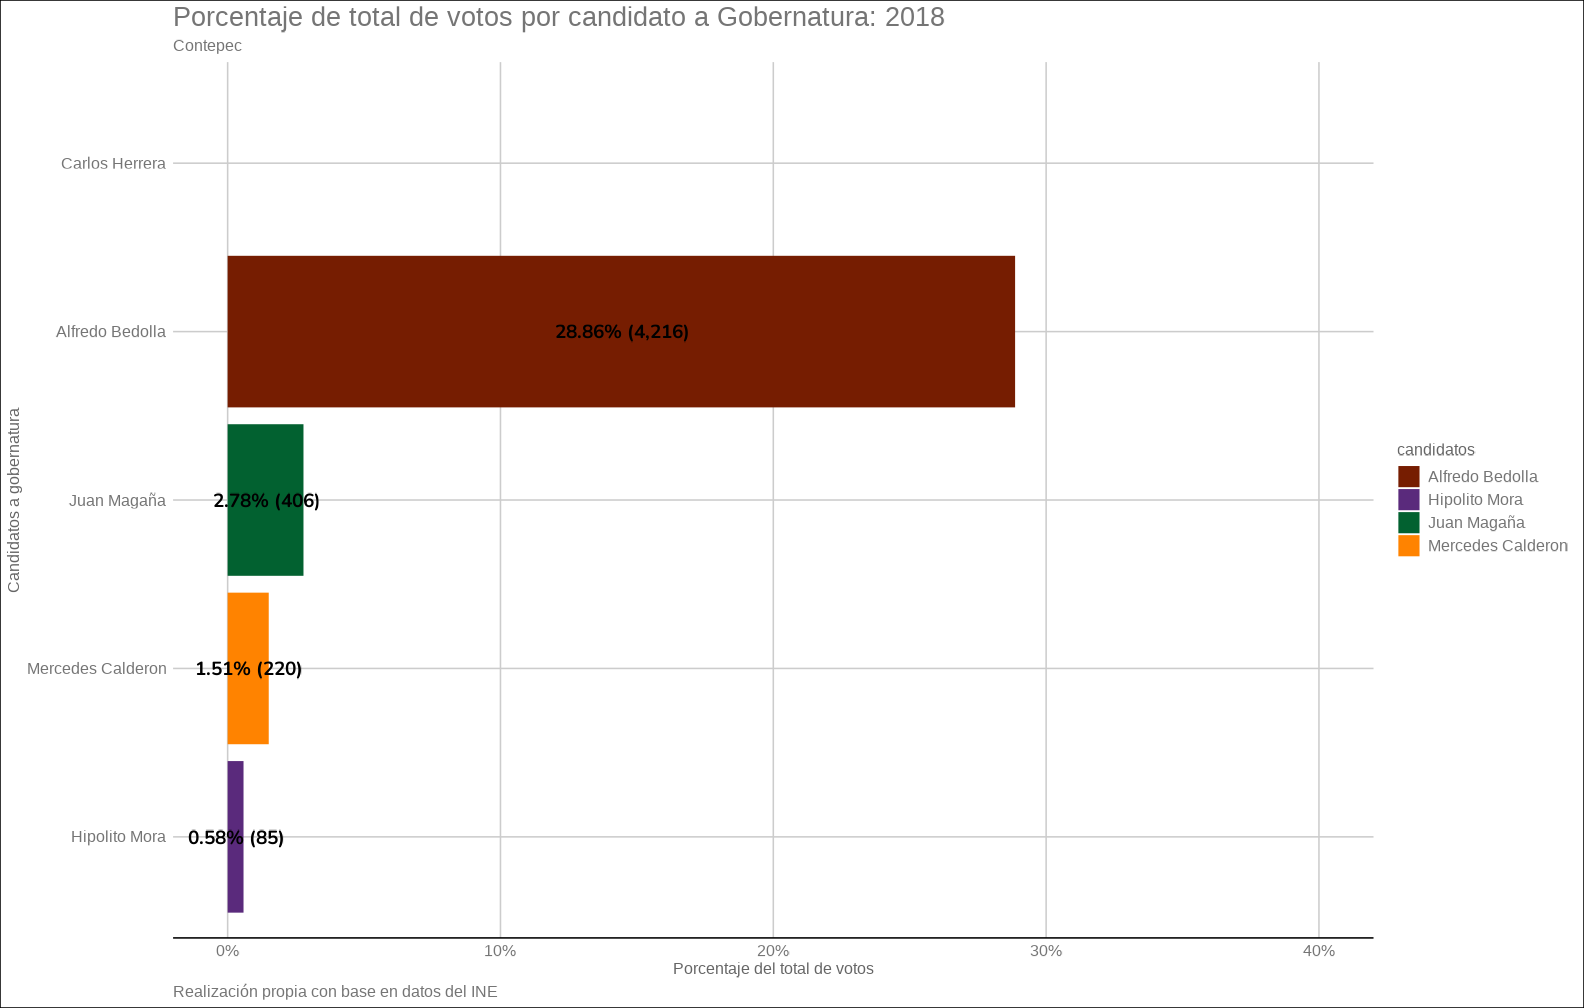 Porcentaje de total de votos por candidato a Gobernatura: 2018
Contepec
Candidatos a gobernatura
Carlos Herrera
Alfredo Bedolla
28.86% (4,216)
Juan Magaña
2.78% (406)
Mercedes Calderon
1.51% (220)
Hipolito Mora
0.58% (85)
0%
10%
20%
30%
40%
Porcentaje del total de votos
candidatos
Alfredo Bedolla
Hipolito Mora
Juan Magaña
Mercedes Calderon
Realización propia con base en datos del INE